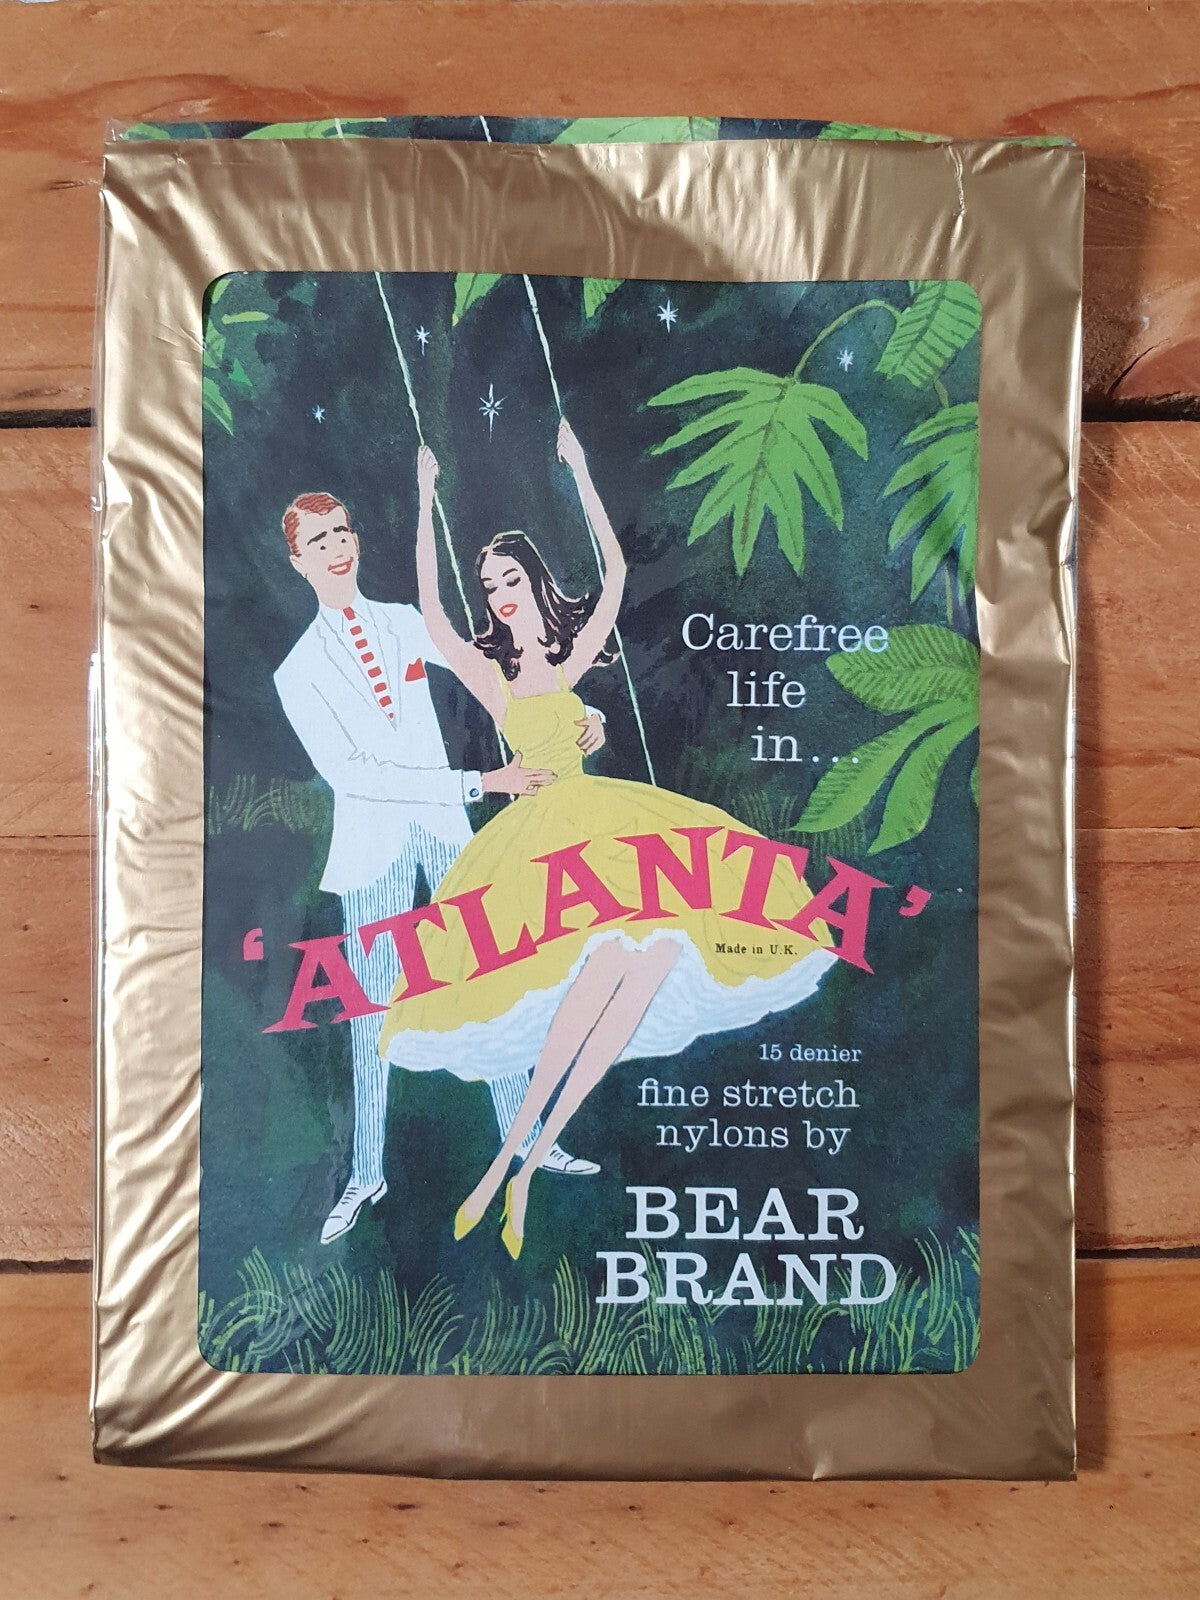 Carefree
life
in...
'ATLANTA'
Made in U.K.
15 denier
fine stretch
nylons by
BEAR
BRAND